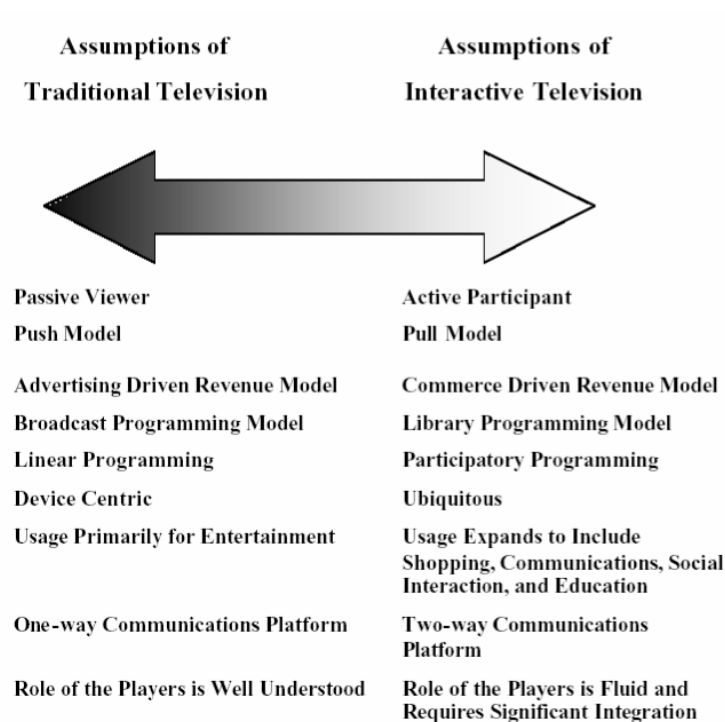 Assumptions of
Traditional Television
Assumptions of
Interactive Television
Passive Viewer
Active Participant
Push Model
Pull Model
Advertising Driven Revenue Model
Commerce Driven Revenue Model
Broadcast Programming Model
Library Programming Model
Linear Programming
Participatory Programming
Device Centric
Ubiquitous
Usage Primarily for Entertainment
Usage Expands to Include
Shopping, Communications, Social
Interaction, and Education
One-way Communications Platform
Two-way Communications
Platform
Role of the Players is Well Understood
Role of the Players is Fluid and
Requires Significant Integration